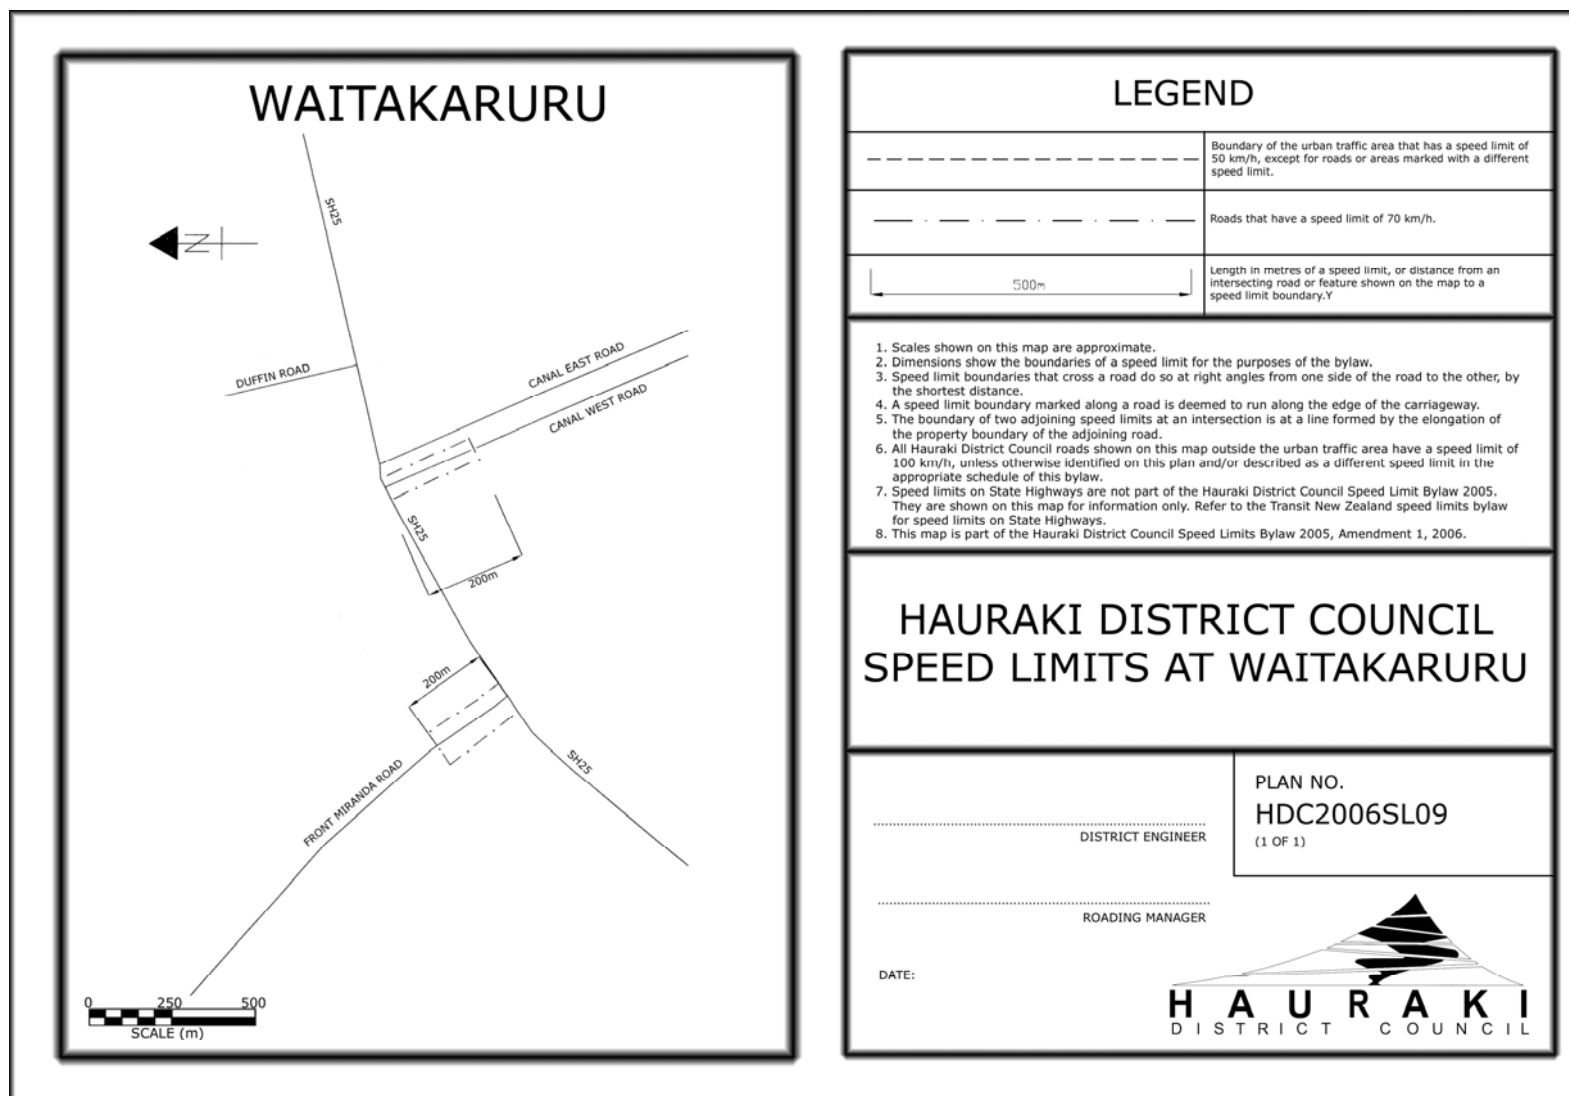 WAITAKARURU
SH25
N
DUFFIN ROAD
CANAL EAST ROAD
CANAL WEST ROAD
SH25
200m
200m
SH25
FRONT MIRANDA ROAD
0 250 500
SCALE (m)
LEGEND
Boundary of the urban traffic area that has a speed limit of
50 km/h, except for roads or areas marked with a different
speed limit.
Roads that have a speed limit of 70 km/h.
500m
Length in metres of a speed limit, or distance from an
intersecting road or feature shown on the map to a
speed limit boundary.Y
1. Scales shown on this map are approximate.
2. Dimensions show the boundaries of a speed limit for the purposes of the bylaw.
3. Speed limit boundaries that cross a road do so at right angles from one side of the road to the other, by
the shortest distance.
4. A speed limit boundary marked along a road is deemed to run along the edge of the carriageway.
5. The boundary of two adjoining speed limits at an intersection is at a line formed by the elongation of
the property boundary of the adjoining road.
6. All Hauraki District Council roads shown on this map outside the urban traffic area have a speed limit of
100 km/h, unless otherwise identified on this plan and/or described as a different speed limit in the
appropriate schedule of this bylaw.
7. Speed limits on State Highways are not part of the Hauraki District Council Speed Limit Bylaw 2005.
They are shown on this map for information only. Refer to the Transit New Zealand speed limits bylaw
for speed limits on State Highways.
8. This map is part of the Hauraki District Council Speed Limits Bylaw 2005, Amendment 1, 2006.
HAURAKI DISTRICT COUNCIL
SPEED LIMITS AT WAITAKARURU
DISTRICT ENGINEER
ROADING MANAGER
DATE:
PLAN NO.
HDC2006SL09
(1 OF 1)
HAURAKI
DISTRICT COUNCIL